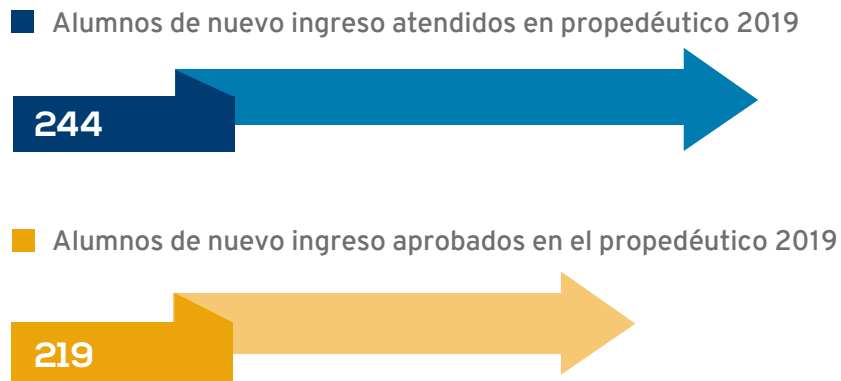 Alumnos de nuevo ingreso atendidos en propedéutico 2019
244
Alumnos de nuevo ingreso aprobados en el propedéutico 2019
219